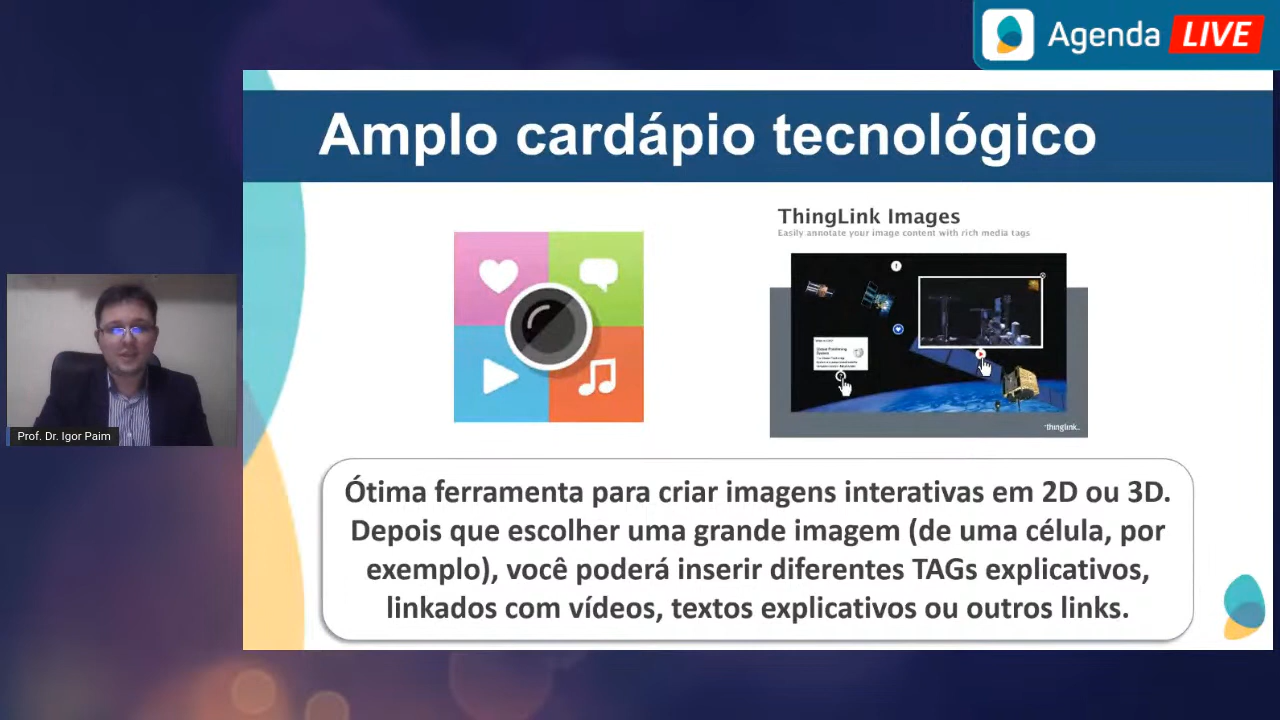 Agenda LIVE
Amplo cardápio tecnológico
ThingLink Images
Easily annotate your image content with rich media tags
thinglink.
Prof. Dr. Igor Paim
Ótima ferramenta para criar imagens interativas em 2D ou 3D.
Depois que escolher uma grande imagem (de uma célula, por
exemplo), você poderá inserir diferentes TAGs explicativos,
linkados com vídeos, textos explicativos ou outros links.